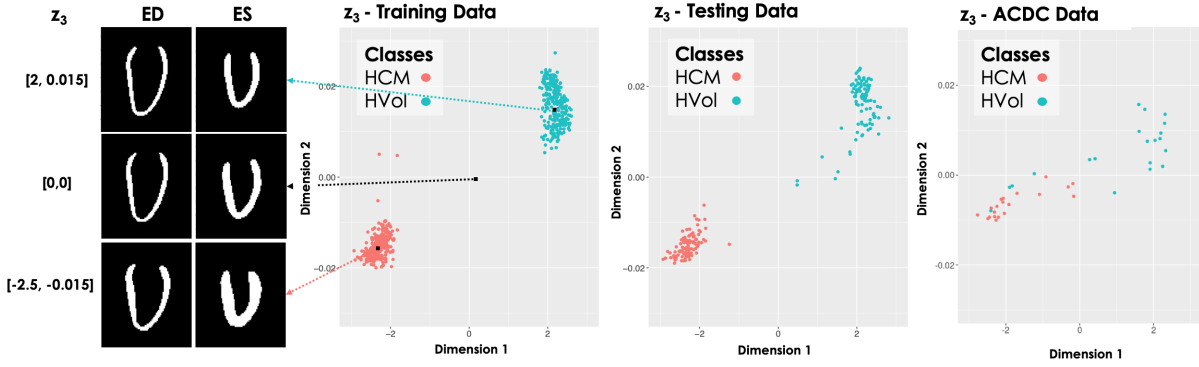 z3 ED ES z3 - Training Data z3 - Testing Data z3 - ACDC Data
[2, 0.015]
[0,0]
[-2.5, -0.015]
Classes
HCM
HVol
0.02
0.00
-0.02
Dimension 2
-2 0 2
Dimension 1
Classes
HCM
HVol
0.02
0.00
-0.02
Dimension 2
-2 0 2
Dimension 1
Classes
HCM
HVol
0.02
0.00
-0.02
Dimension 2
-2 0 2
Dimension 1